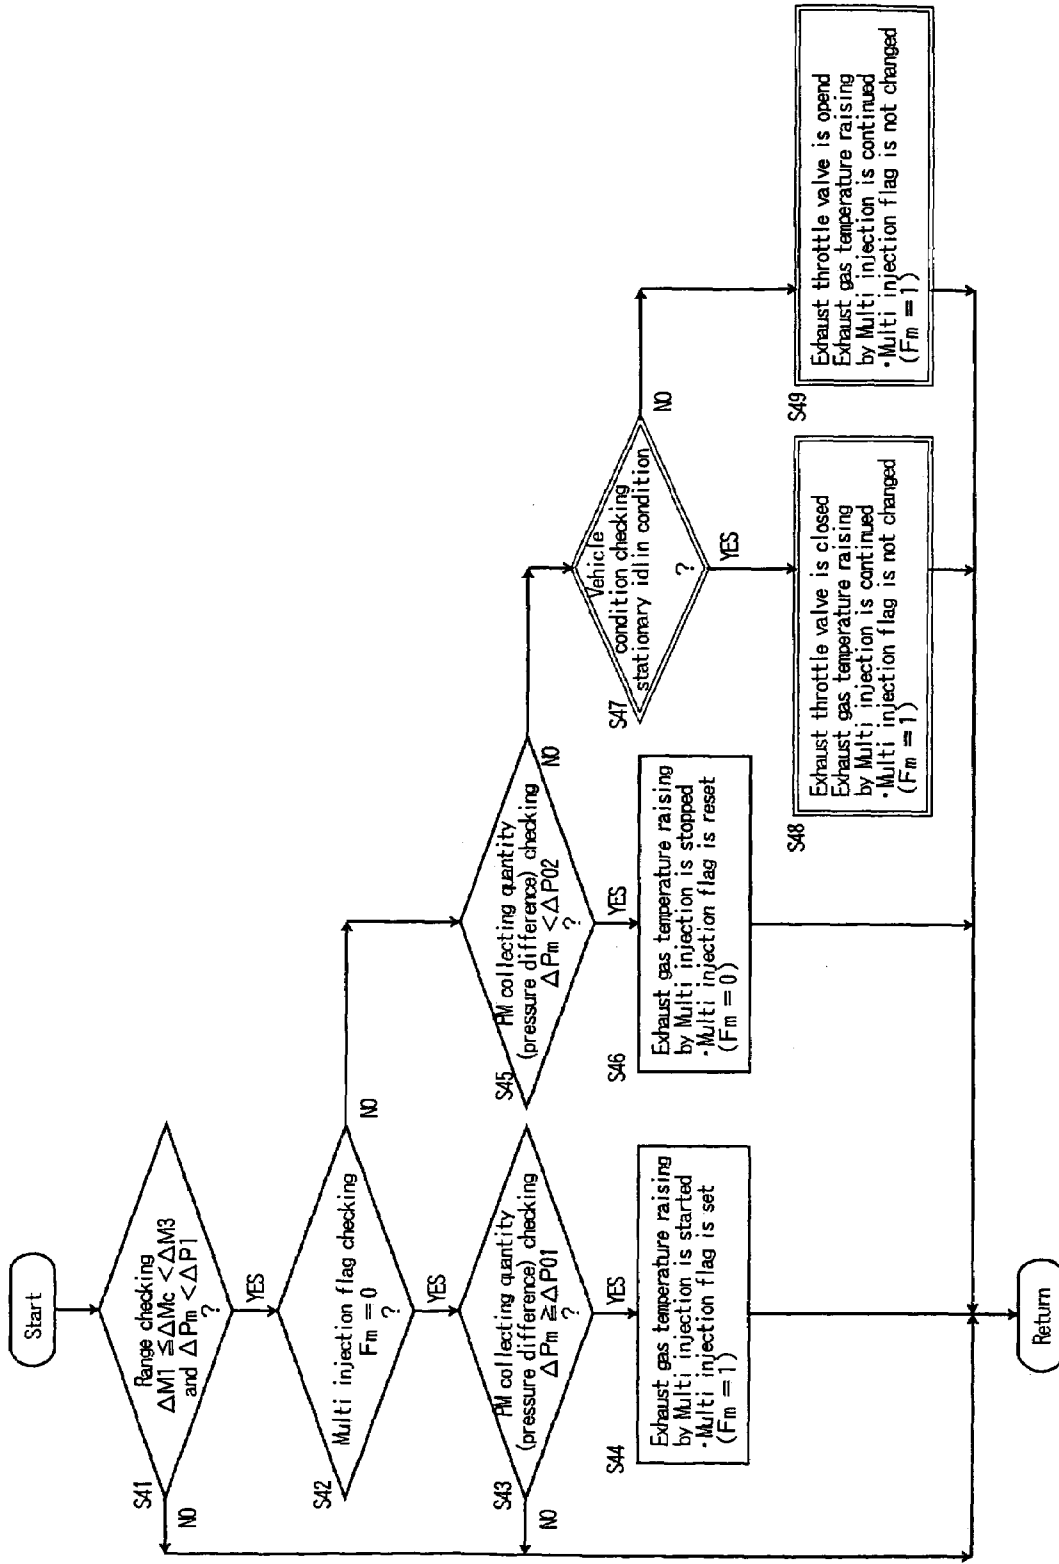 Start
S41
Range checking
ΔM1 ≦ ΔMc < ΔM3
and ΔPm < ΔP1
?
NO
YES
S42
Multi injection flag checking
Fm = 0
?
NO
YES
S43
PM collecting quantity
(pressure difference) checking
ΔPm ≧ ΔP01
?
NO
YES
S44
Exhaust gas temperature raising
by Multi injection is started
・Multi injection flag is set
(Fm = 1)
S45
PM collecting quantity
(pressure difference) checking
ΔPm < ΔP02
?
NO
YES
S46
Exhaust gas temperature raising
by Multi injection is stopped
・Multi injection flag is reset
(Fm = 0)
S47
Vehicle
condition checking
stationary idlin condition
?
NO
YES
S48
Exhaust throttle valve is closed
Exhaust gas temperature raising
by Multi injection is continued
・Multi injection flag is not changed
(Fm = 1)
S49
Exhaust throttle valve is opend
Exhaust gas temperature raising
by Multi injection is continued
・Multi injection flag is not changed
(Fm = 1)
Return